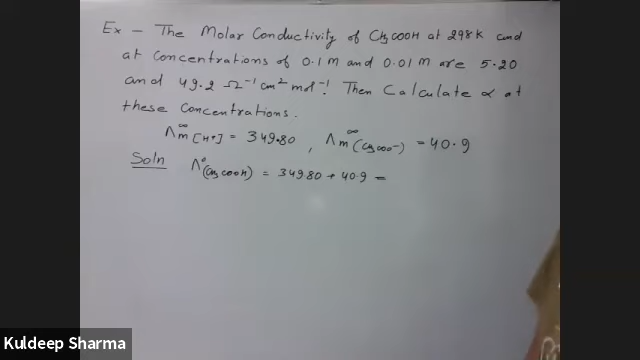 Ex - The Molar Conductivity of CH3COOH at 298K and
at concentrations of 0.1 M and 0.01 M are 5.20
and 49.2 Ω⁻¹ cm² mol⁻¹. Then Calculate α at
these concentrations.
Λm∞ [H+] = 349.80 , Λm∞ (CH3COO-) = 40.9
Soln Λ° (CH3COOH) = 349.80 + 40.9 =
Kuldeep Sharma